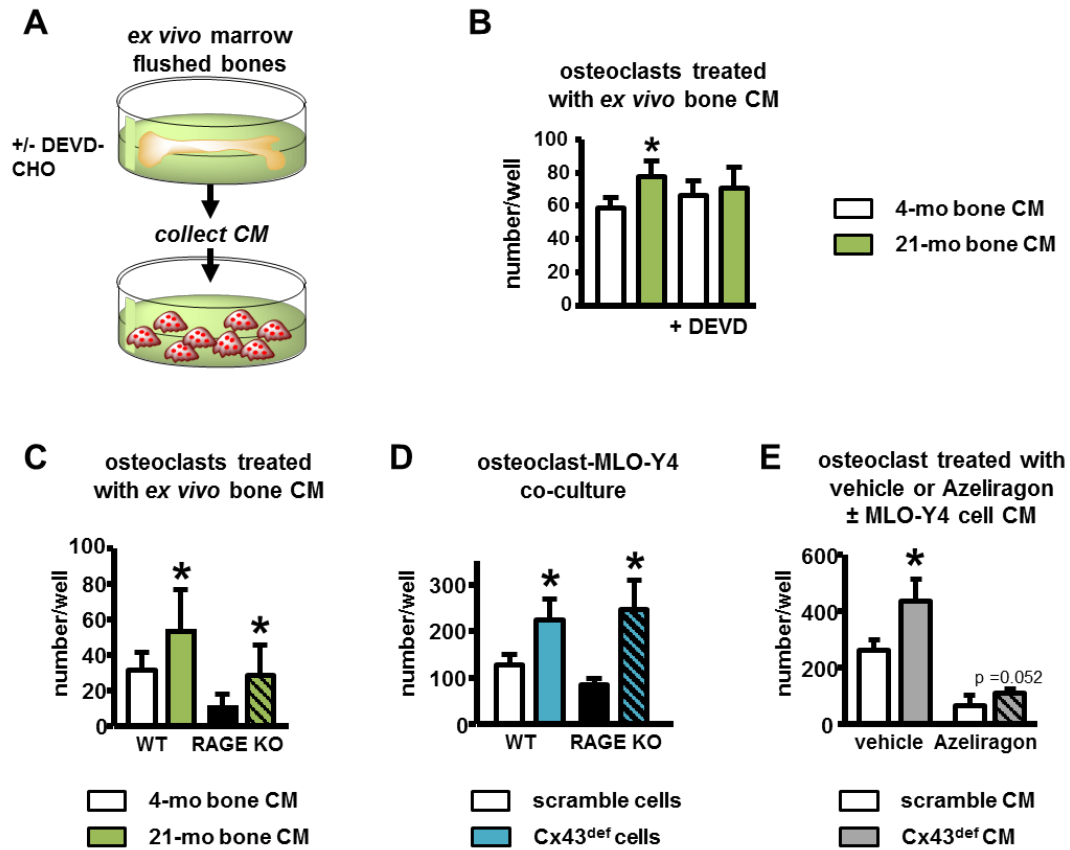 A
ex vivo marrow
flushed bones
+/- DEVD-
CHO
collect CM
B
osteoclasts treated
with ex vivo bone CM
number/well
80
60
40
20
0
*
+ DEVD
4-mo bone CM
21-mo bone CM
C
osteoclasts treated
with ex vivo bone CM
number/well
100
80
60
40
20
0
*
*
WT
RAGE KO
4-mo bone CM
21-mo bone CM
D
osteoclast-MLO-Y4
co-culture
number/well
300
200
100
0
*
*
WT
RAGE KO
scramble cells
Cx43def cells
E
osteoclast treated with
vehicle or Azeliragon
± MLO-Y4 cell CM
number/well
600
400
200
0
*
p =0.052
vehicle
Azeliragon
scramble CM
Cx43def CM